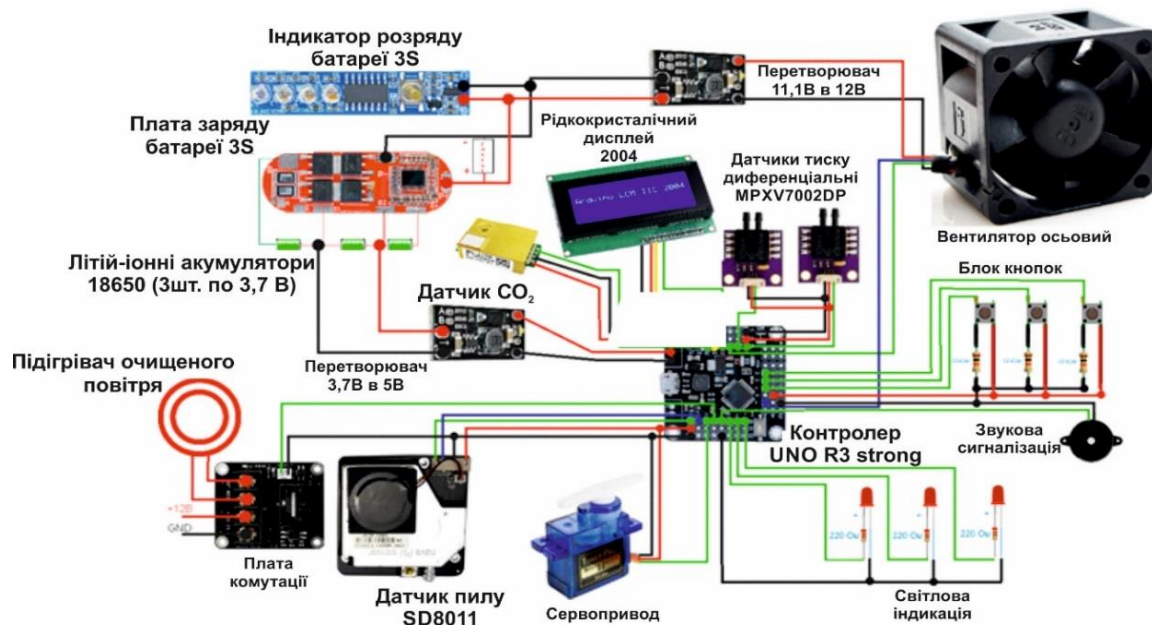 Індикатор розряду
батареї 3S
Плата заряду
батареї 3S
Перетворювач
11,1В в 12В
Рідкокристалічний
дисплей
2004
Arduino LCM IIC 2004
Датчики тиску
диференціальні
MPXV7002DP
Вентилятор осьовий
Літій-іонні акумулятори
18650 (3шт. по 3,7 В)
Датчик CO₂
Блок кнопок
Перетворювач
3,7В в 5В
Підігрівач очищеного
повітря
Звукова
сигналізація
Контролер
UNO R3 strong
+12В
GND
220 Ом
220 Ом
220 Ом
Плата
комутації
Датчик пилу
SD8011
Сервопривод
Світлова
індикація